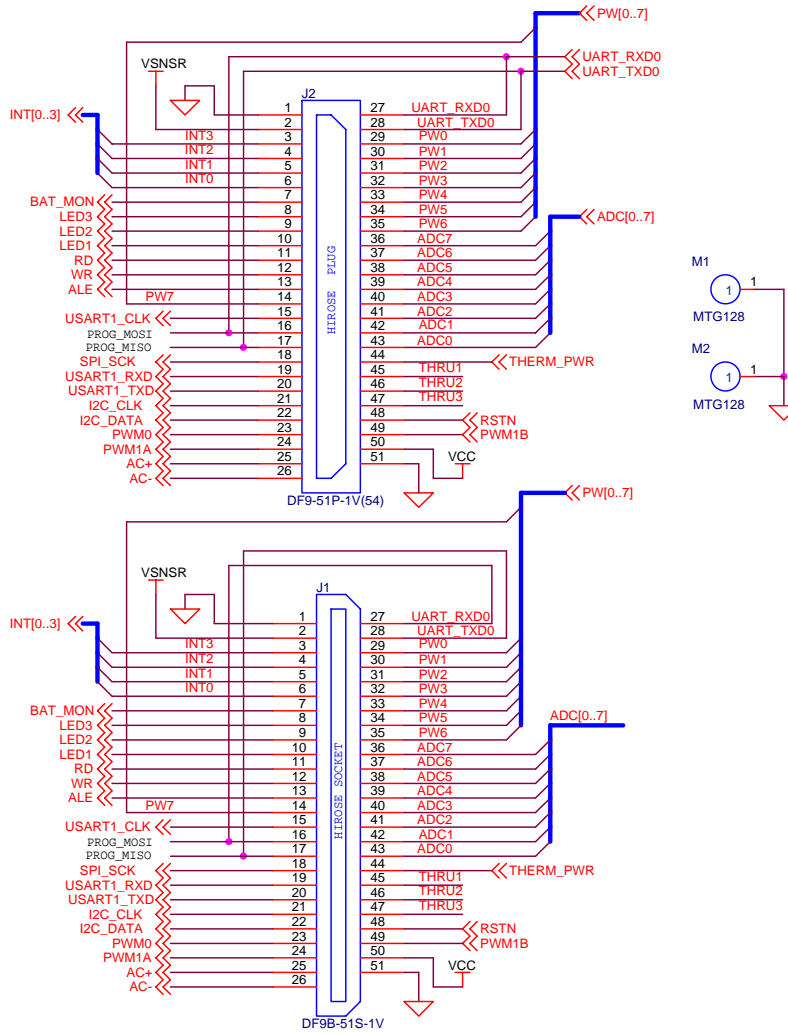 PW[0..7]
UART_RXD0
UART_TXD0
VSNSR
J2
INT[0..3]
1 27 UART_RXD0
2 28 UART_TXD0
INT3 3 29 PW0
INT2 4 30 PW1
INT1 5 31 PW2
INT0 6 32 PW3
BAT_MON 7 33 PW4
LED3 8 34 PW5
LED2 9 35 PW6
LED1 10 36 ADC7
RD 11 37 ADC6
WR 12 38 ADC5
ALE 13 39 ADC4
PW7 14 40 ADC3
USART1_CLK 15 41 ADC2
PROG_MOSI 16 42 ADC1
PROG_MISO 17 43 ADC0
SPI_SCK 18 44 THERM_PWR
USART1_RXD 19 45 THRU1
USART1_TXD 20 46 THRU2
I2C_CLK 21 47 THRU3
I2C_DATA 22 48 RSTN
PWM0 23 49 PWM1B
PWM1A 24 50
AC+ 25 51 VCC
AC- 26
HIROSE PLUG
DF9-51P-1V(54)
ADC[0..7]
M1
1 1
MTG128
M2
1 1
MTG128
PW[0..7]
VSNSR
J1
INT[0..3]
1 27 UART_RXD0
2 28 UART_TXD0
INT3 3 29 PW0
INT2 4 30 PW1
INT1 5 31 PW2
INT0 6 32 PW3
BAT_MON 7 33 PW4
LED3 8 34 PW5
LED2 9 35 PW6
LED1 10 36 ADC7
RD 11 37 ADC6
WR 12 38 ADC5
ALE 13 39 ADC4
PW7 14 40 ADC3
USART1_CLK 15 41 ADC2
PROG_MOSI 16 42 ADC1
PROG_MISO 17 43 ADC0
SPI_SCK 18 44 THERM_PWR
USART1_RXD 19 45 THRU1
USART1_TXD 20 46 THRU2
I2C_CLK 21 47 THRU3
I2C_DATA 22 48 RSTN
PWM0 23 49 PWM1B
PWM1A 24 50
AC+ 25 51 VCC
AC- 26
HIROSE SOCKET
DF9B-51S-1V
ADC[0..7]